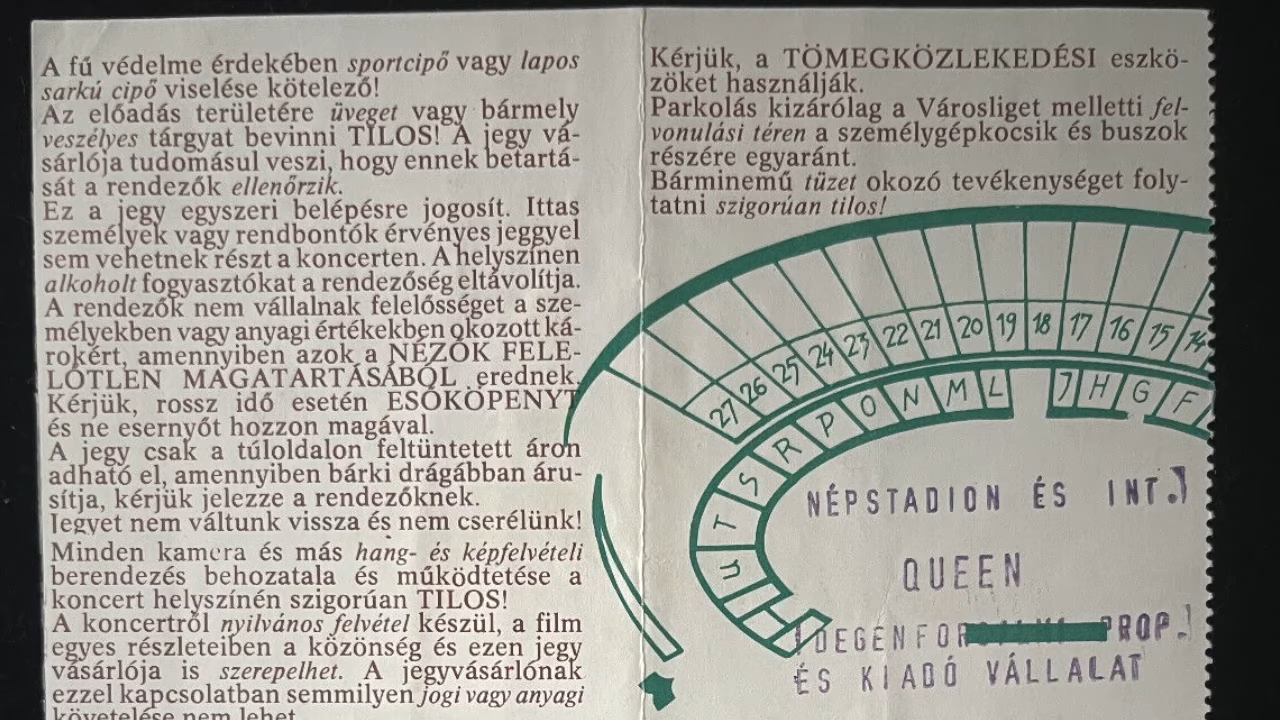 A fű védelme érdekében sportcipő vagy lapos
sarkú cipő viselése kötelező!
Az előadás területére üveget vagy bármely
veszélyes tárgyat bevinni TILOS! A jegy vá-
sárlója tudomásul veszi, hogy ennek betartá-
sát a rendezők ellenőrzik.
Ez a jegy egyszeri belépésre jogosít. Ittas
személyek vagy rendbontók érvényes jeggyel
sem vehetnek részt a koncerten. A helyszínen
alkoholt fogyasztókat a rendezőség eltávolítja.
A rendezők nem vállalnak felelősséget a sze-
mélyekben vagy anyagi értékekben okozott ká-
rokért, amennyiben azok a NÉZŐK FELE-
LŐTLEN MAGATARTÁSÁBÓL erednek.
Kérjük, rossz idő esetén ESŐKÖPENYT
és ne esernyőt hozzon magával.
A jegy csak a túloldalon feltüntetett áron
adható el, amennyiben bárki drágábban áru-
sítja, kérjük jelezze a rendezőknek.
Jegyet nem váltunk vissza és nem cserélünk!
Minden kamera és más hang- és képfelvételi
berendezés behozatala és működtetése a
koncert helyszínén szigorúan TILOS!
A koncertről nyilvános felvétel készül, a film
egyes részleteiben a közönség és ezen jegy
vásárlója is szerepelhet. A jegyvásárlónak
ezzel kapcsolatban semmilyen jogi vagy anyagi
követelése nem lehet.
Kérjük, a TÖMEGKÖZLEKEDÉSI eszkö-
zöket használják.
Parkolás kizárólag a Városliget melletti fel-
vonulási téren a személygépkocsik és buszok
részére egyaránt.
Bárminemű tüzet okozó tevékenységet foly-
tatni szigorúan tilos!
27 26 25 24 23 22 21 20 19 18 17 16 15 14
U T S R P O N M L J H G F
NÉPSTADION ÉS INT.
QUEEN
IDEGENFOR PROP.
ÉS KIADÓ VÁLLALAT